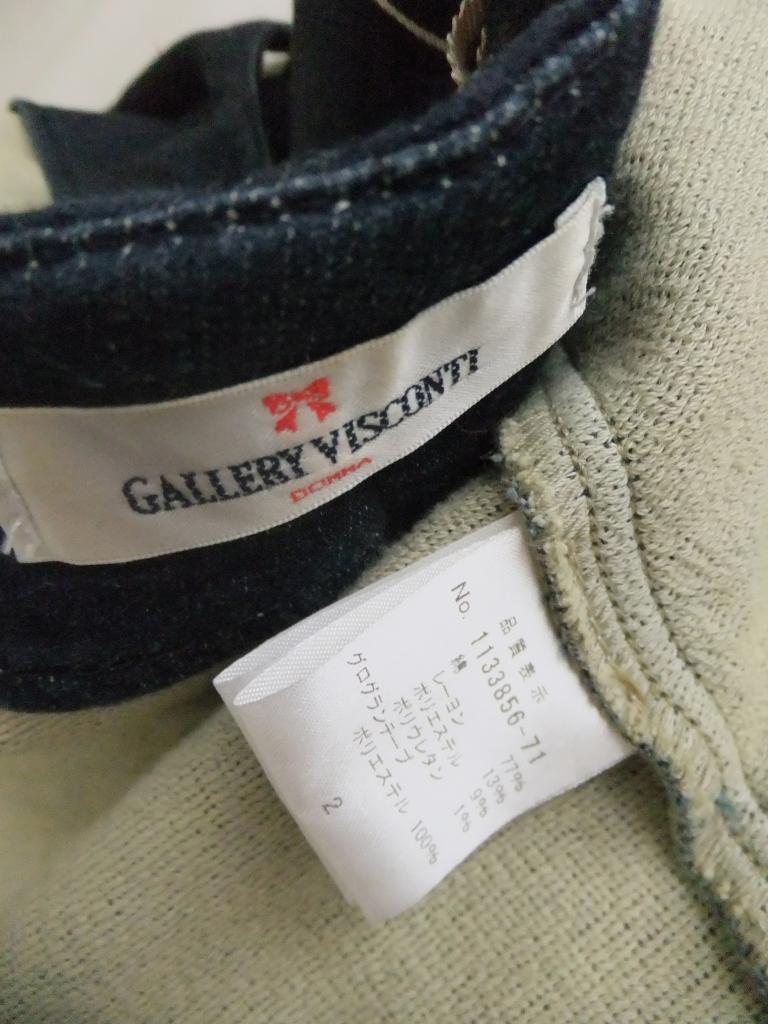 GALLERY VISCONTI
DONNA
品質表示
No. 1133856-71
綿 77%
レーヨン 13%
ポリエステル 9%
ポリウレタン 1%
グログランテープ
ポリエステル 100%
2